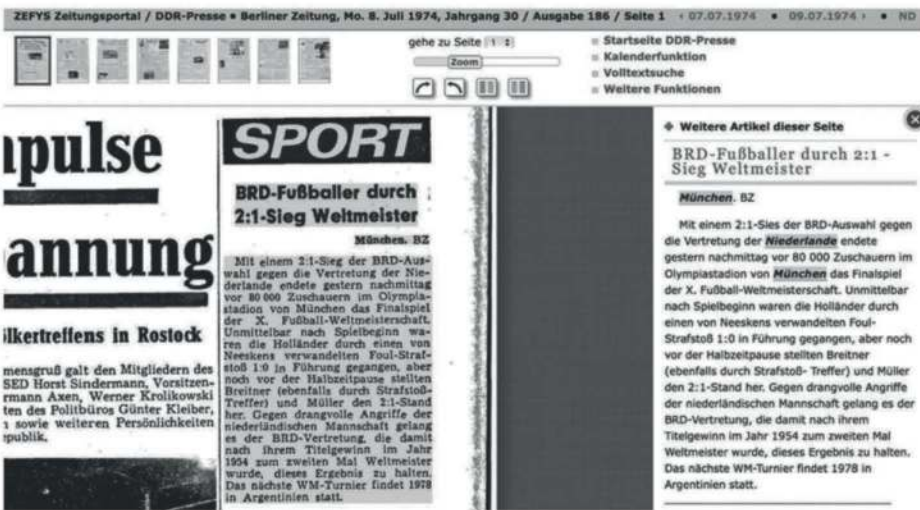 ZEFYS Zeitungsportal / DDR-Presse ▪ Berliner Zeitung, Mo. 8. Juli 1974, Jahrgang 30 / Ausgabe 186 / Seite 1 ‹ 07.07.1974 ▪ 09.07.1974 › ▪ ND
gehe zu Seite 1
Zoom
Startseite DDR-Presse
Kalenderfunktion
Volltextsuche
Weitere Funktionen
npulse
annung
lkertreffens in Rostock
mensgruß galt den Mitgliedern des
SED Horst Sindermann, Vorsitzen-
rmann Axen, Werner Krolikowski
ten des Politbüros Günter Kleiber,
sowie weiteren Persönlichkeiten
epublik.
SPORT
BRD-Fußballer durch
2:1-Sieg Weltmeister
München. BZ
Mit einem 2:1-Sieg der BRD-Aus-
wahl gegen die Vertretung der Nie-
derlande endete gestern nachmittag
vor 80 000 Zuschauern im Olympia-
stadion von München das Finalspiel
der X. Fußball-Weltmeisterschaft.
Unmittelbar nach Spielbeginn wa-
ren die Holländer durch einen von
Neeskens verwandelten Foul-Straf-
stoß 1:0 in Führung gegangen, aber
noch vor der Halbzeitpause stellten
Breitner (ebenfalls durch Strafstoß-
Treffer) und Müller den 2:1-Stand
her. Gegen drangvolle Angriffe der
niederländischen Mannschaft gelang
es der BRD-Vertretung, die damit
nach ihrem Titelgewinn im Jahr
1954 zum zweiten Mal Weltmeister
wurde, dieses Ergebnis zu halten.
Das nächste WM-Turnier findet 1978
in Argentinien statt.
Weitere Artikel dieser Seite
BRD-Fußballer durch 2:1 -
Sieg Weltmeister
München. BZ
Mit einem 2:1-Sies der BRD-Auswahl gegen
die Vertretung der Niederlande endete
gestern nachmittag vor 80 000 Zuschauern im
Olympiastadion von München das Finalspiel
der X. Fußball-Weltmeisterschaft. Unmittelbar
nach Spielbeginn waren die Holländer durch
einen von Neeskens verwandelten Foul-
Strafstoß 1:0 in Führung gegangen, aber noch
vor der Halbzeitpause stellten Breitner
(ebenfalls durch Strafstoß- Treffer) und Müller
den 2:1-Stand her. Gegen drangvolle Angriffe
der niederländischen Mannschaft gelang es der
BRD-Vertretung, die damit nach ihrem
Titelgewinn im Jahr 1954 zum zweiten Mal
Weltmeister wurde, dieses Ergebnis zu halten.
Das nächste WM-Turnier findet 1978 in
Argentinien statt.